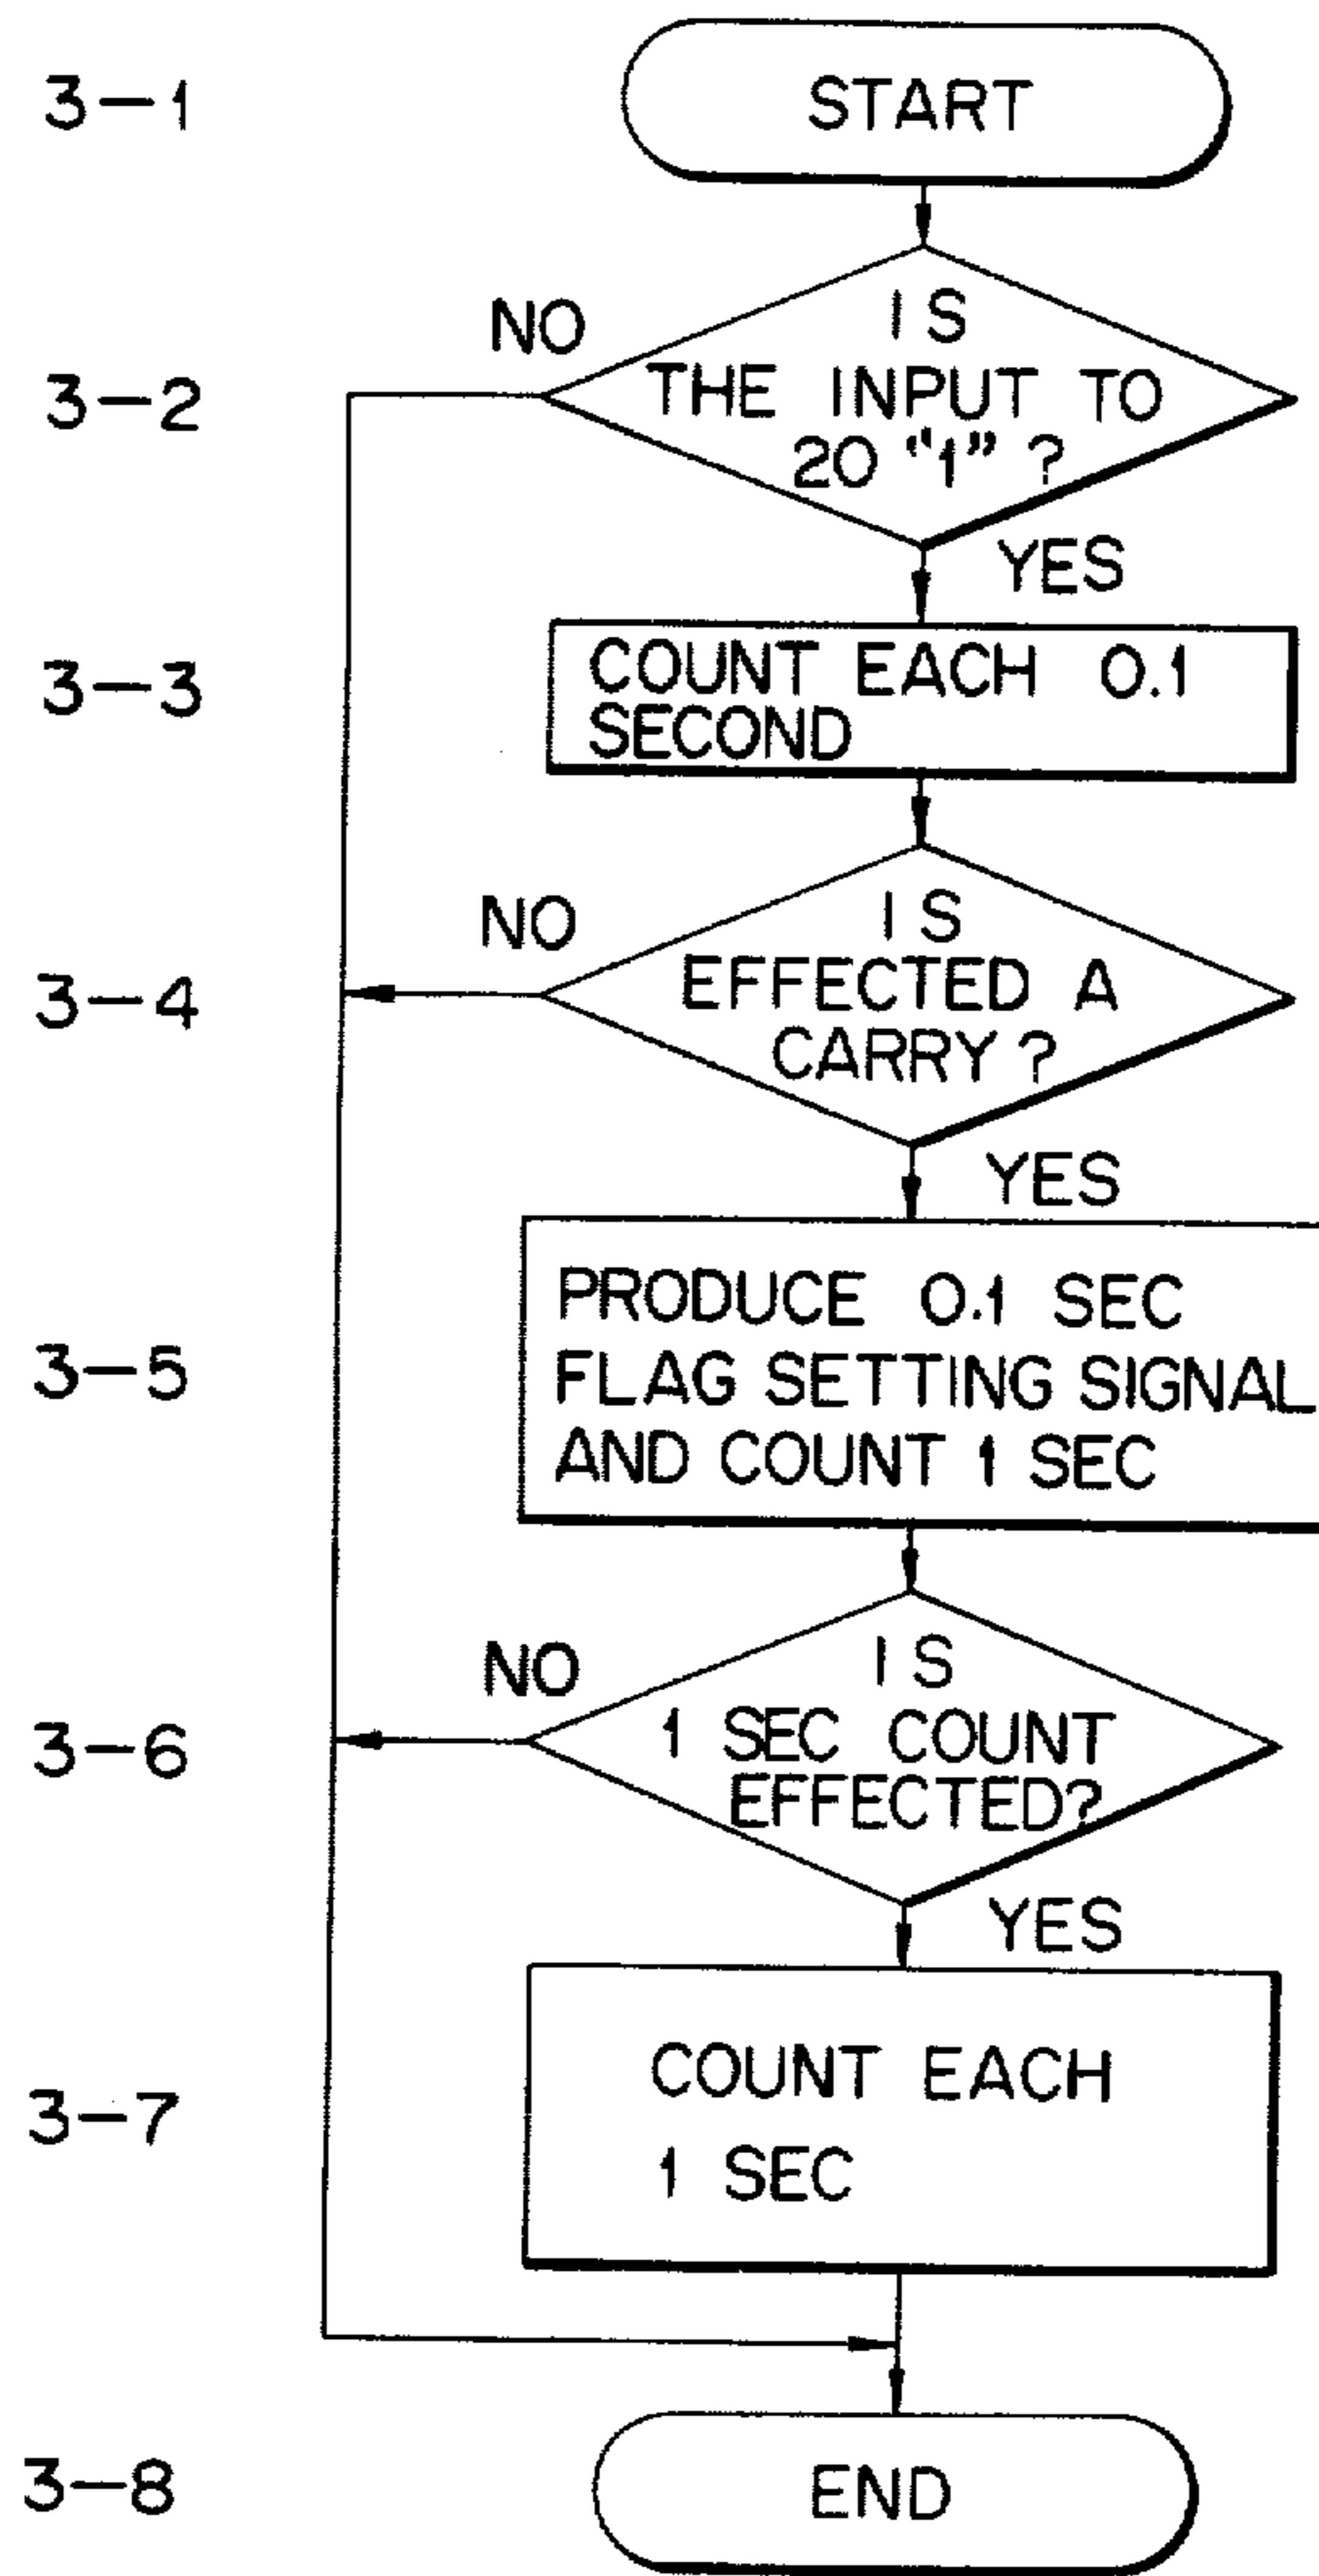 3-1
START
NO
IS
3-2
THE INPUT TO
20 "1" ?
YES
3-3
COUNT EACH 0.1
SECOND
NO
IS
3-4
EFFECTED A
CARRY ?
YES
PRODUCE 0.1 SEC
3-5
FLAG SETTING SIGNAL
AND COUNT 1 SEC
NO
IS
3-6
1 SEC COUNT
EFFECTED?
YES
COUNT EACH
3-7
1 SEC
3-8
END